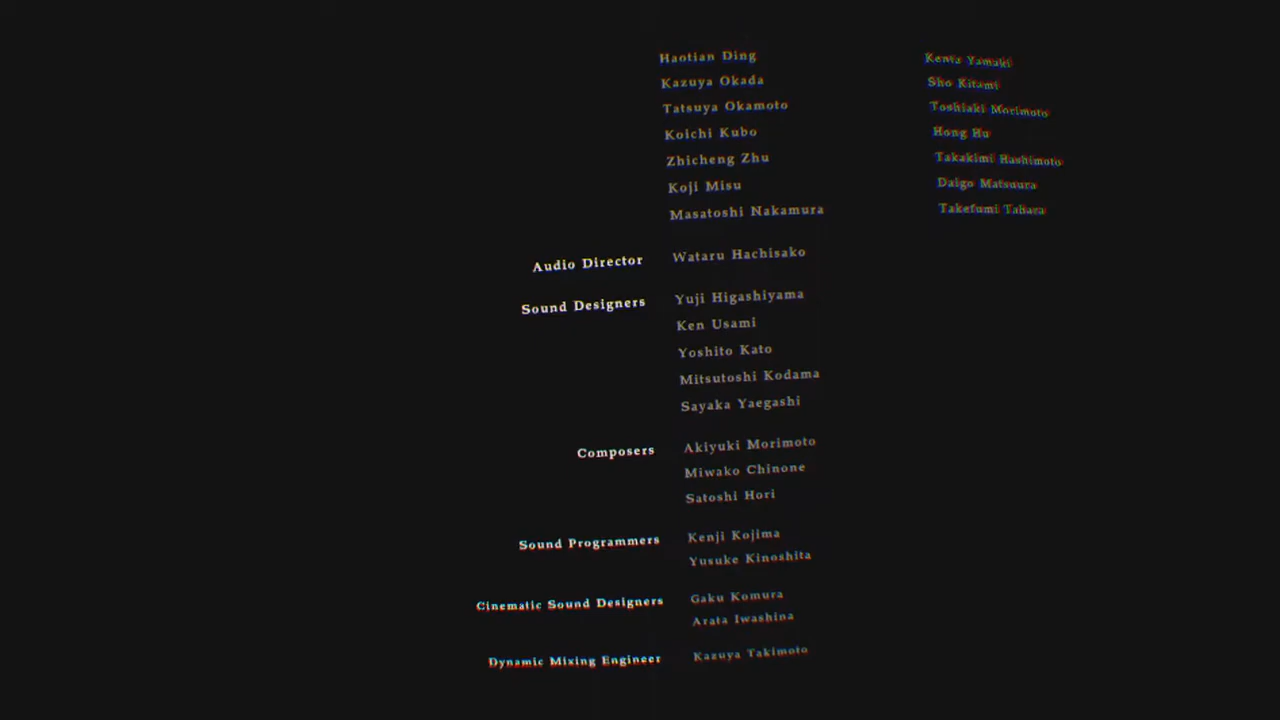 Haotian Ding Kenta Yamaki
Kazuya Okada Sho Kitami
Tatsuya Okamoto Toshiaki Morimoto
Koichi Kubo Hong Hu
Zhicheng Zhu Takakimi Hashimoto
Koji Misu Daigo Matsuura
Masatoshi Nakamura Takefumi Tabata
Audio Director Wataru Hachisako
Sound Designers Yuji Higashiyama
Ken Usami
Yoshito Kato
Mitsutoshi Kodama
Sayaka Yaegashi
Composers Akiyuki Morimoto
Miwako Chinone
Satoshi Hori
Sound Programmers Kenji Kojima
Yusuke Kinoshita
Cinematic Sound Designers Gaku Komura
Arata Iwashina
Dynamic Mixing Engineer Kazuya Takimoto